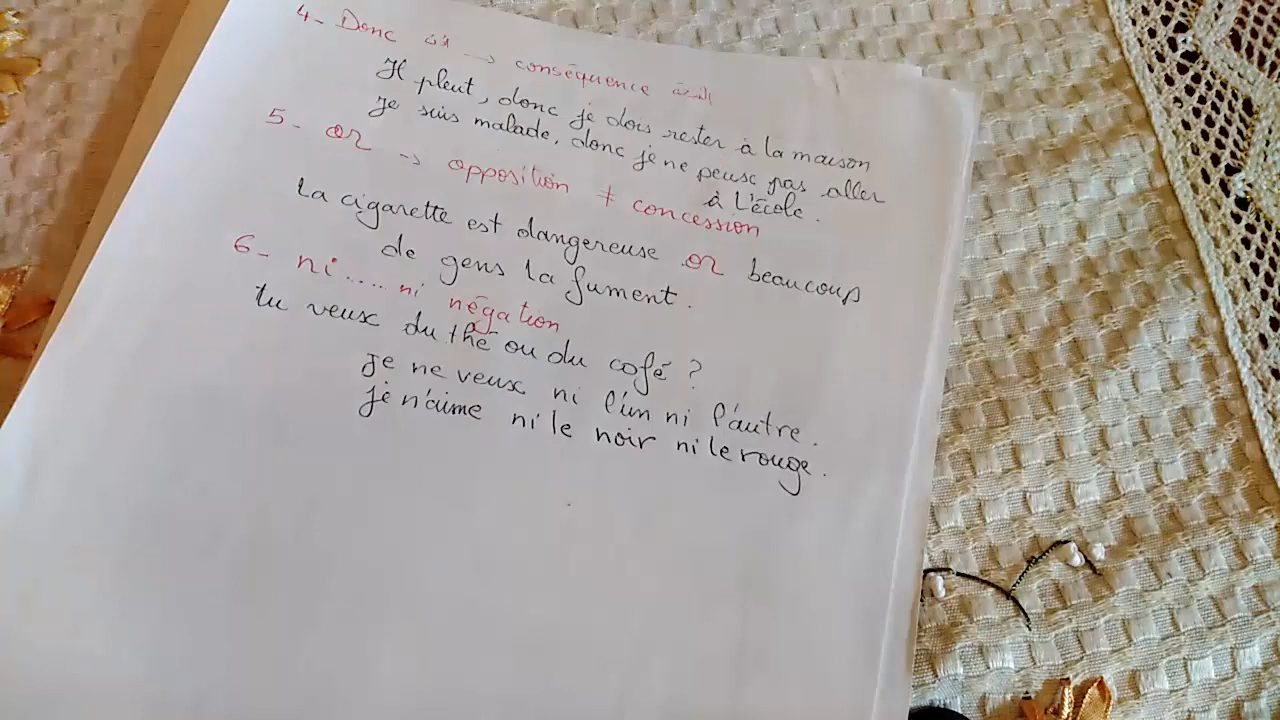 4- Donc إذن → conséquence النتيجة
Il pleut, donc je dois rester à la maison
Je suis malade, donc je ne peux pas aller
à L'école.
5- or → opposition ≠ concession
La cigarette est dangereuse or beaucoup
de gens la fument.
6- ni.... ni négation
tu veux du thé ou du café ?
Je ne veux ni l'un ni l'autre.
Je n'aime ni le noir ni le rouge.